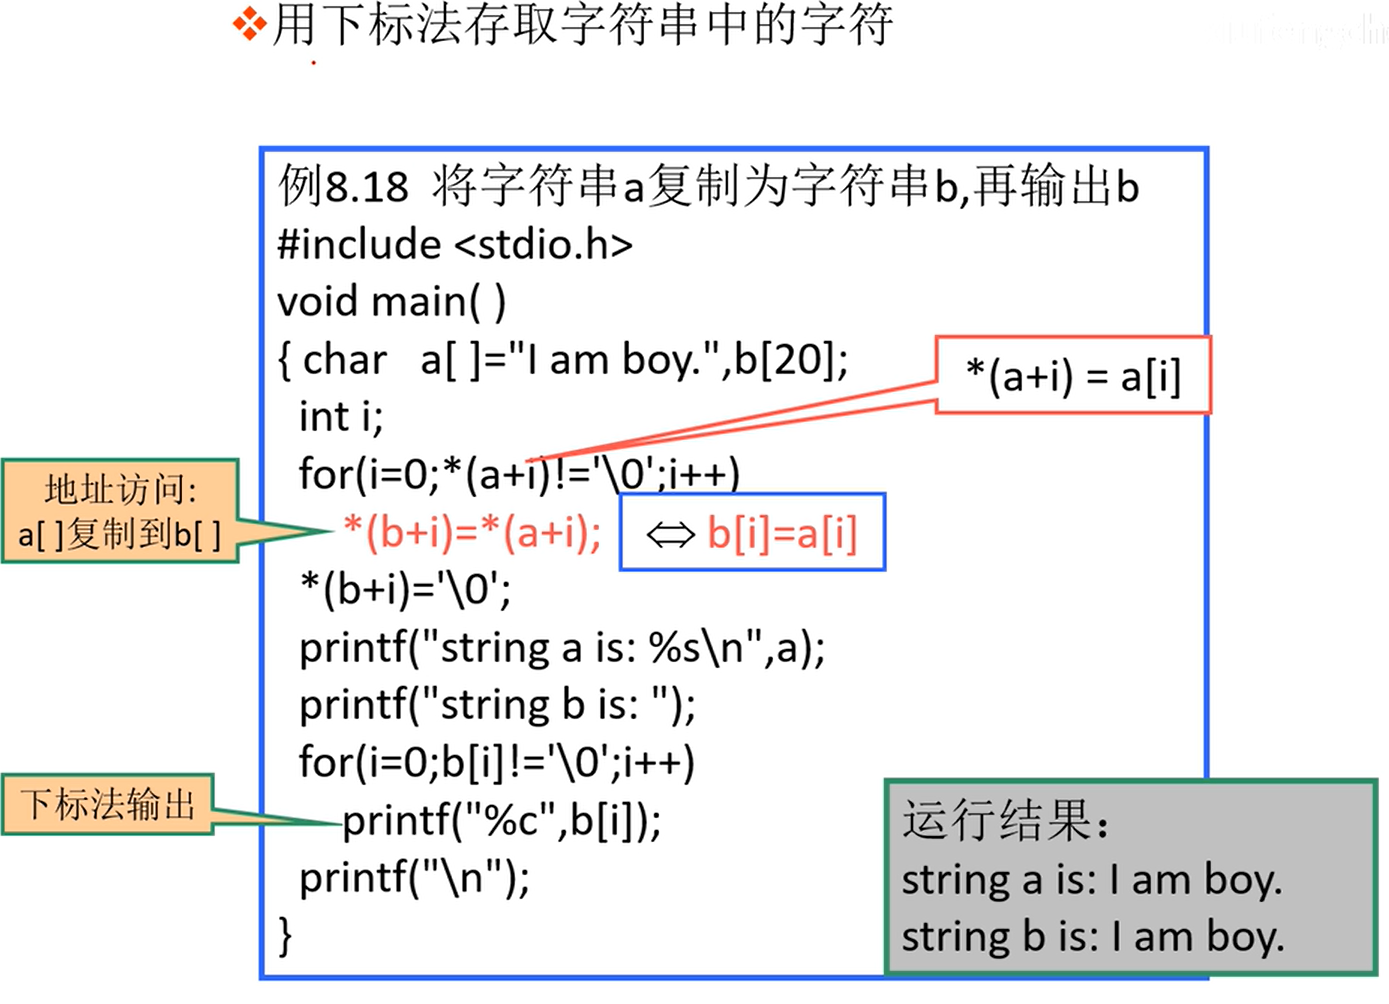 用下标法存取字符串中的字符
例8.18 将字符串a复制为字符串b,再输出b
#include <stdio.h>
void main( )
{ char a[ ]="I am boy.",b[20];
int i;
for(i=0;*(a+i)!='\0';i++)
*(b+i)=*(a+i);
⇔ b[i]=a[i]
*(b+i)='\0';
printf("string a is: %s\n",a);
printf("string b is: ");
for(i=0;b[i]!='\0';i++)
printf("%c",b[i]);
printf("\n");
}
*(a+i) = a[i]
地址访问:
a[ ]复制到b[ ]
下标法输出
运行结果：
string a is: I am boy.
string b is: I am boy.